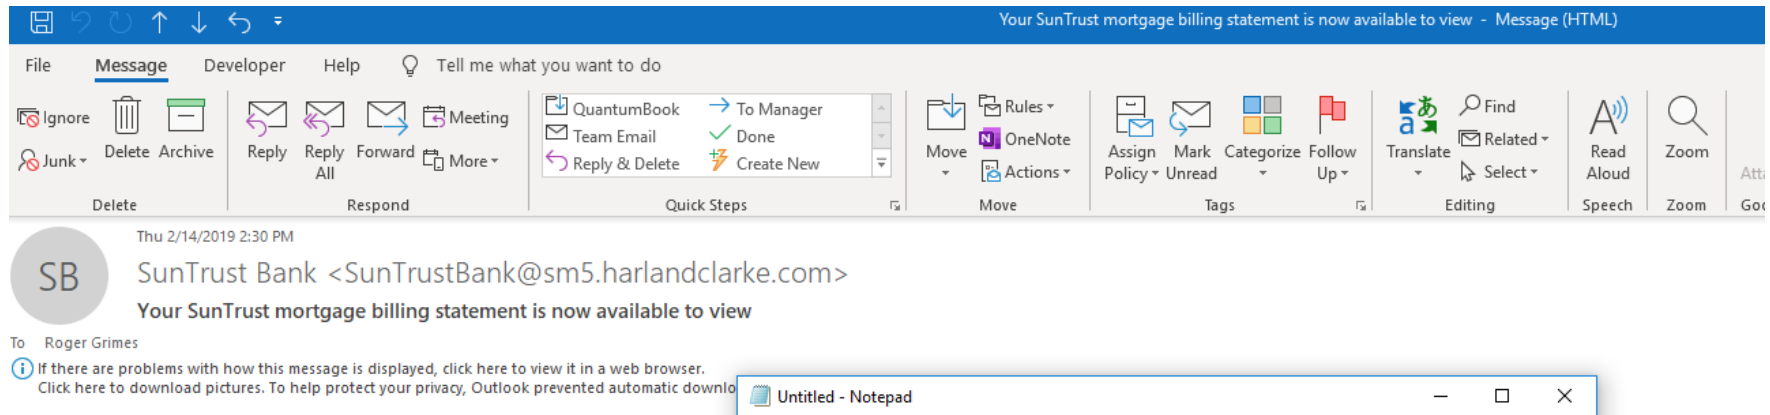 Your SunTrust mortgage billing statement is now available to view - Message (HTML)
File Message Developer Help Tell me what you want to do
Ignore
Junk
Delete Archive
Delete
Reply Reply All Forward
Meeting
More
Respond
QuantumBook To Manager
Team Email Done
Reply & Delete Create New
Quick Steps
Move
Rules
OneNote
Actions
Move
Assign Policy Mark Unread Categorize Follow Up
Tags
Translate
Find
Related
Select
Editing
Read Aloud
Speech
Zoom
Zoom
Thu 2/14/2019 2:30 PM
SB
SunTrust Bank <SunTrustBank@sm5.harlandclarke.com>
Your SunTrust mortgage billing statement is now available to view
To Roger Grimes
If there are problems with how this message is displayed, click here to view it in a web browser.
Click here to download pictures. To help protect your privacy, Outlook prevented automatic downlo
Untitled - Notepad